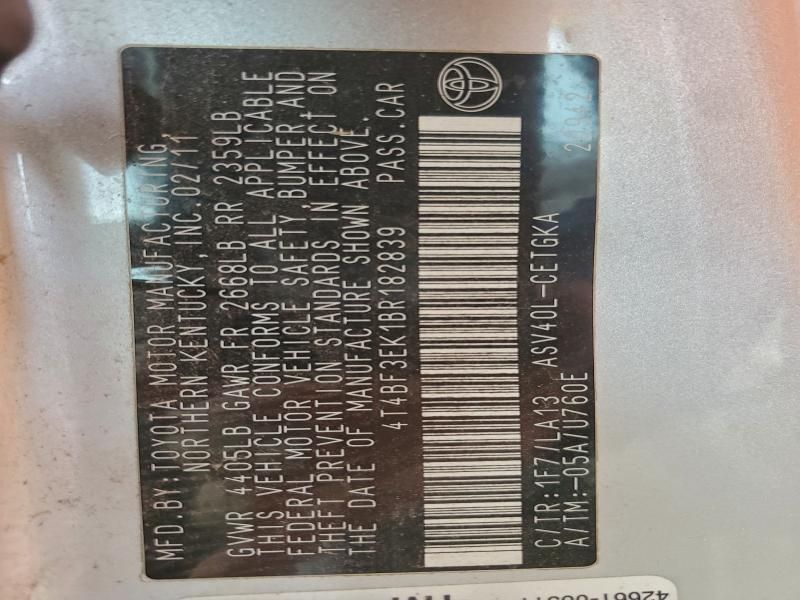 MFD.BY:TOYOTA MOTOR MANUFACTURING,
NORTHERN KENTUCKY,INC. 02/11
GVWR 4405LB GAWR FR 2668LB RR 2359LB
THIS VEHICLE CONFORMS TO ALL APPLICABLE
FEDERAL MOTOR VEHICLE SAFETY, BUMPER, AND
THEFT PREVENTION STANDARDS IN EFFECT ON
THE DATE OF MANUFACTURE SHOWN ABOVE.
4T4BF3EK1BR182839 PASS.CAR
C/TR:1F7/LA13 ASV40L-CETGKA
A/TM:-05A/U760E